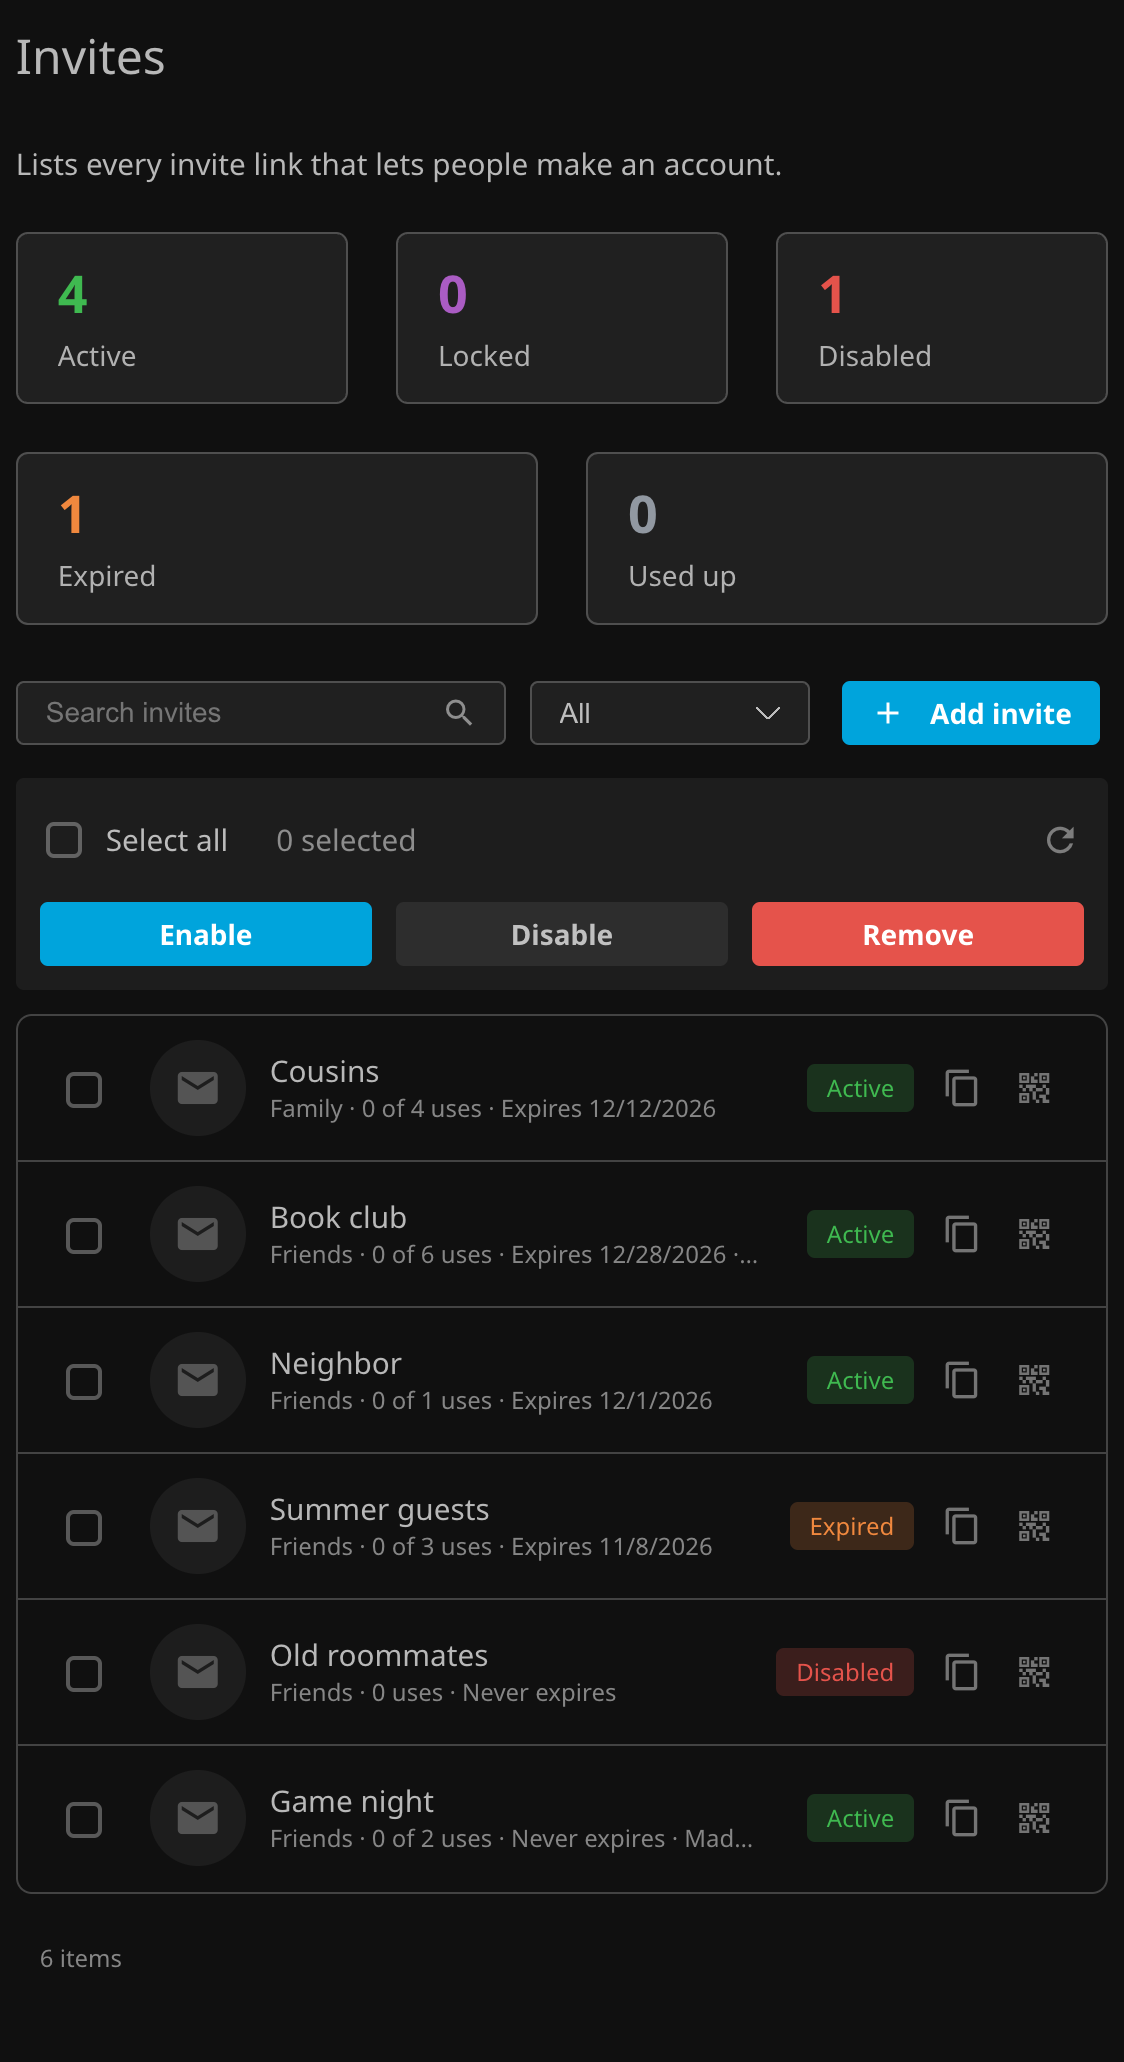 Invites
Lists every invite link that lets people make an account.
4
Active
0
Locked
1
Disabled
1
Expired
0
Used up
Search invites
All
Add invite
Select all
0 selected
Enable
Disable
Remove
Cousins
Family · 0 of 4 uses · Expires 12/12/2026
Active
Book club
Friends · 0 of 6 uses · Expires 12/28/2026 ·...
Active
Neighbor
Friends · 0 of 1 uses · Expires 12/1/2026
Active
Summer guests
Friends · 0 of 3 uses · Expires 11/8/2026
Expired
Old roommates
Friends · 0 uses · Never expires
Disabled
Game night
Friends · 0 of 2 uses · Never expires · Mad...
Active
6 items